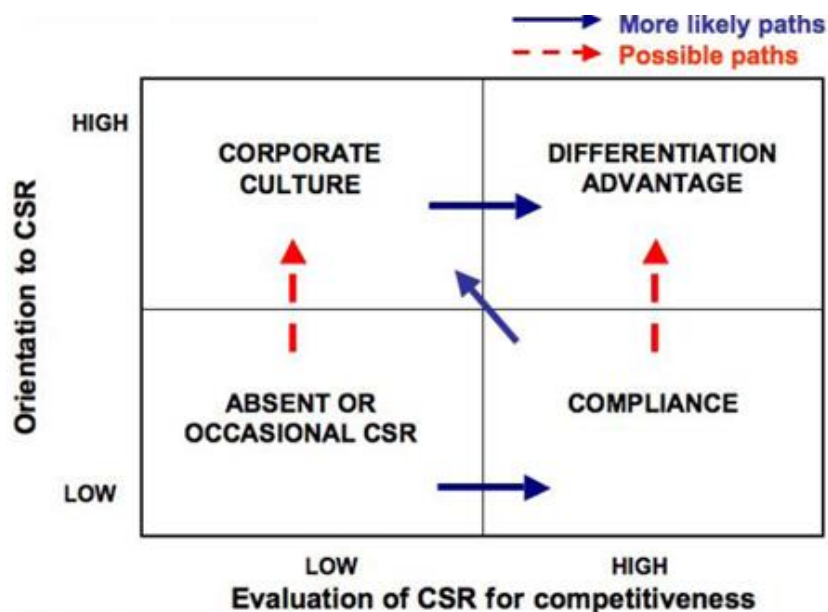 More likely paths
Possible paths
HIGH
CORPORATE
CULTURE
DIFFERENTIATION
ADVANTAGE
Orientation to CSR
ABSENT OR
OCCASIONAL CSR
COMPLIANCE
LOW
LOW
HIGH
Evaluation of CSR for competitiveness